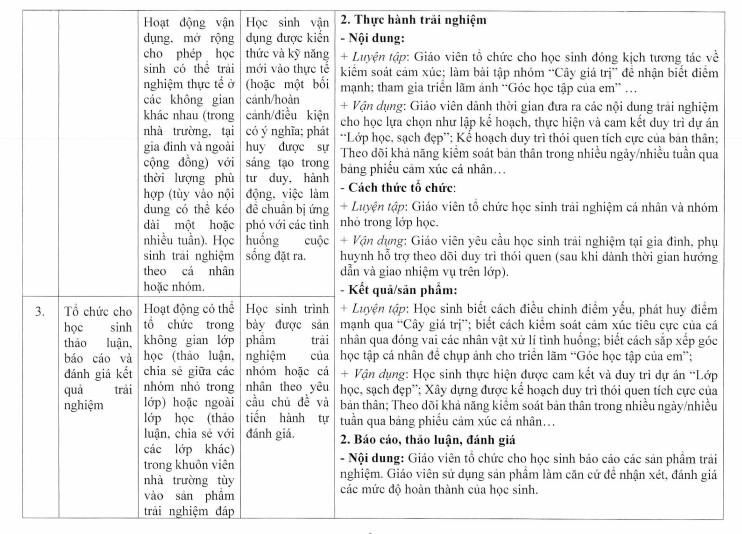 Hoạt động vận
dụng, mở rộng
cho phép học
sinh có thể trải
nghiệm thực tế ở
các không gian
khác nhau (trong
nhà trường, tại
gia đình và ngoài
cộng đồng) với
thời lượng phù
hợp (tùy vào nội
dung có thể kéo
dài một hoặc
nhiều tuần). Học
sinh trải nghiệm
theo cá nhân
hoặc nhóm.
Học sinh vận
dụng được kiến
thức và kỹ năng
mới vào thực tế
(hoặc một bối
cảnh/hoàn
cảnh/điều kiện
có ý nghĩa; phát
huy được sự
sáng tạo trong
tư duy, hành
động, việc làm
để chuẩn bị ứng
phó với các tình
huống cuộc
sống đặt ra.
2. Thực hành trải nghiệm
- Nội dung:
+ Luyện tập: Giáo viên tổ chức cho học sinh đóng kịch tương tác về
kiểm soát cảm xúc; làm bài tập nhóm “Cây giá trị” để nhận biết điểm
mạnh; tham gia triển lãm ảnh “Góc học tập của em” …
+ Vận dụng: Giáo viên dành thời gian đưa ra các nội dung trải nghiệm
cho học lựa chọn như lập kế hoạch, thực hiện và cam kết duy trì dự án
“Lớp học, sạch đẹp”; Kế hoạch duy trì thói quen tích cực của bản thân;
Theo dõi khả năng kiểm soát bản thân trong nhiều ngày/nhiều tuần qua
bảng phiếu cảm xúc cá nhân…
- Cách thức tổ chức:
+ Luyện tập: Giáo viên tổ chức học sinh trải nghiệm cá nhân và nhóm
nhỏ trong lớp học.
+ Vận dụng: Giáo viên yêu cầu học sinh trải nghiệm tại gia đình, phụ
huynh hỗ trợ theo dõi duy trì thói quen (sau khi dành thời gian hướng
dẫn và giao nhiệm vụ trên lớp).
- Kết quả/sản phẩm:
+ Luyện tập: Học sinh biết cách điều chỉnh điểm yếu, phát huy điểm
mạnh qua “Cây giá trị”; biết cách kiểm soát cảm xúc tiêu cực của cá
nhân qua đóng vai các nhân vật xử lí tình huống; biết cách sắp xếp góc
học tập cá nhân để chụp ảnh cho triển lãm “Góc học tập của em”;
+ Vận dụng: Học sinh thực hiện được cam kết và duy trì dự án “Lớp
học, sạch đẹp”; Xây dựng được kế hoạch duy trì thói quen tích cực của
bản thân; Theo dõi khả năng kiểm soát bản thân trong nhiều ngày/nhiều
tuần qua bảng phiếu cảm xúc cá nhân…
2. Báo cáo, thảo luận, đánh giá
- Nội dung: Giáo viên tổ chức cho học sinh báo cáo các sản phẩm trải
nghiệm. Giáo viên sử dụng sản phẩm làm căn cứ để nhận xét, đánh giá
các mức độ hoàn thành của học sinh.
3.
Tổ chức cho
học sinh
thảo luận,
báo cáo và
đánh giá kết
quả trải
nghiệm
Hoạt động có thể
tổ chức trong
không gian lớp
học (thảo luận,
chia sẻ giữa các
nhóm nhỏ trong
lớp) hoặc ngoài
lớp học (thảo
luận, chia sẻ với
các lớp khác)
trong khuôn viên
nhà trường tùy
vào sản phẩm
trải nghiệm đáp
Học sinh trình
bày được sản
phẩm trải
nghiệm của
nhóm hoặc cá
nhân theo yêu
cầu chủ đề và
tiến hành tự
đánh giá.